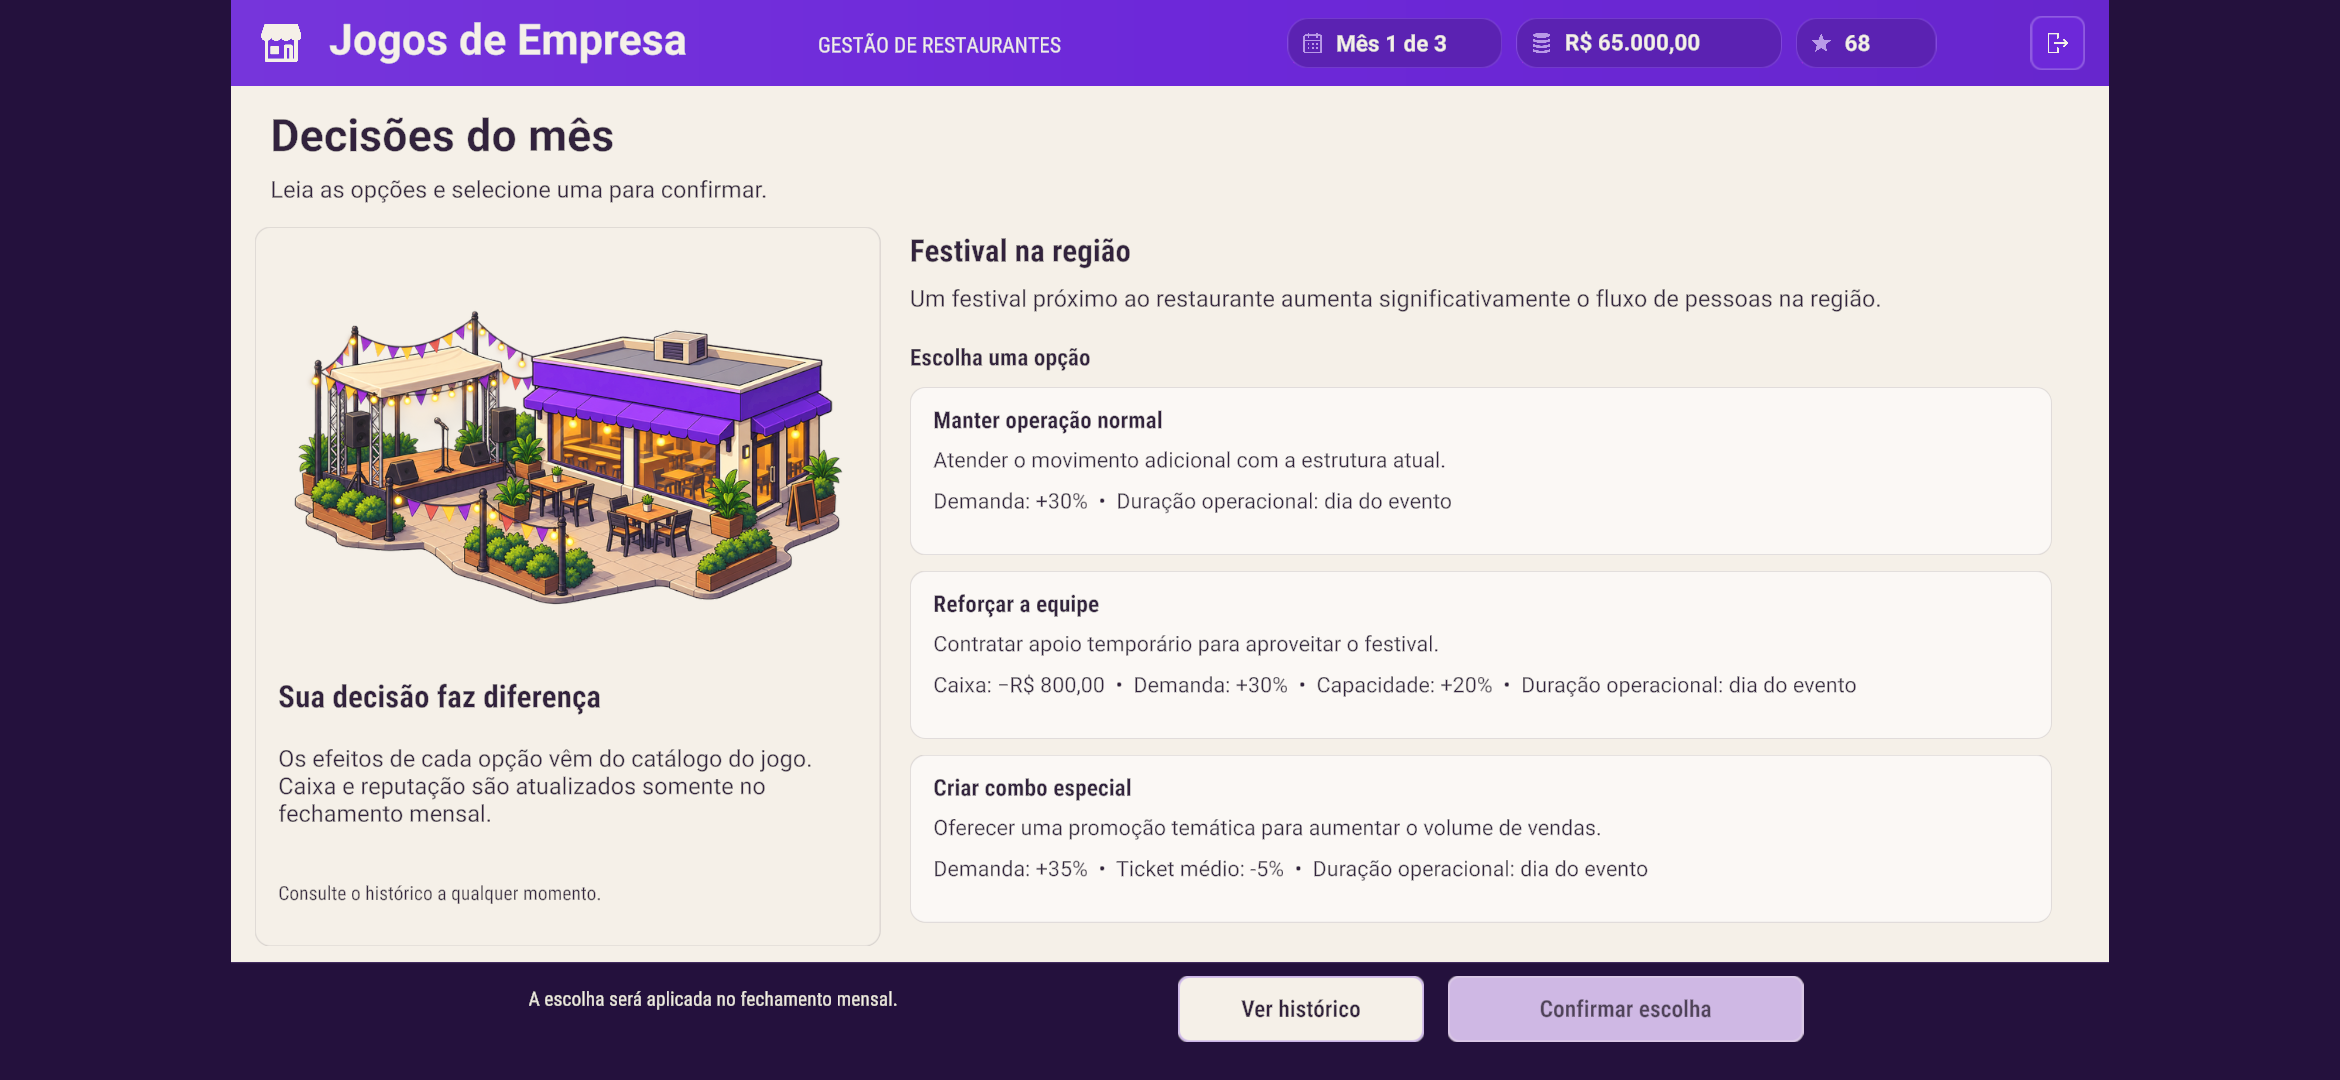 Jogos de Empresa
GESTÃO DE RESTAURANTES
Mês 1 de 3
R$ 65.000,00
68
Decisões do mês
Leia as opções e selecione uma para confirmar.
Sua decisão faz diferença
Os efeitos de cada opção vêm do catálogo do jogo.
Caixa e reputação são atualizados somente no
fechamento mensal.
Consulte o histórico a qualquer momento.
Festival na região
Um festival próximo ao restaurante aumenta significativamente o fluxo de pessoas na região.
Escolha uma opção
Manter operação normal
Atender o movimento adicional com a estrutura atual.
Demanda: +30% • Duração operacional: dia do evento
Reforçar a equipe
Contratar apoio temporário para aproveitar o festival.
Caixa: −R$ 800,00 • Demanda: +30% • Capacidade: +20% • Duração operacional: dia do evento
Criar combo especial
Oferecer uma promoção temática para aumentar o volume de vendas.
Demanda: +35% • Ticket médio: -5% • Duração operacional: dia do evento
A escolha será aplicada no fechamento mensal.
Ver histórico
Confirmar escolha